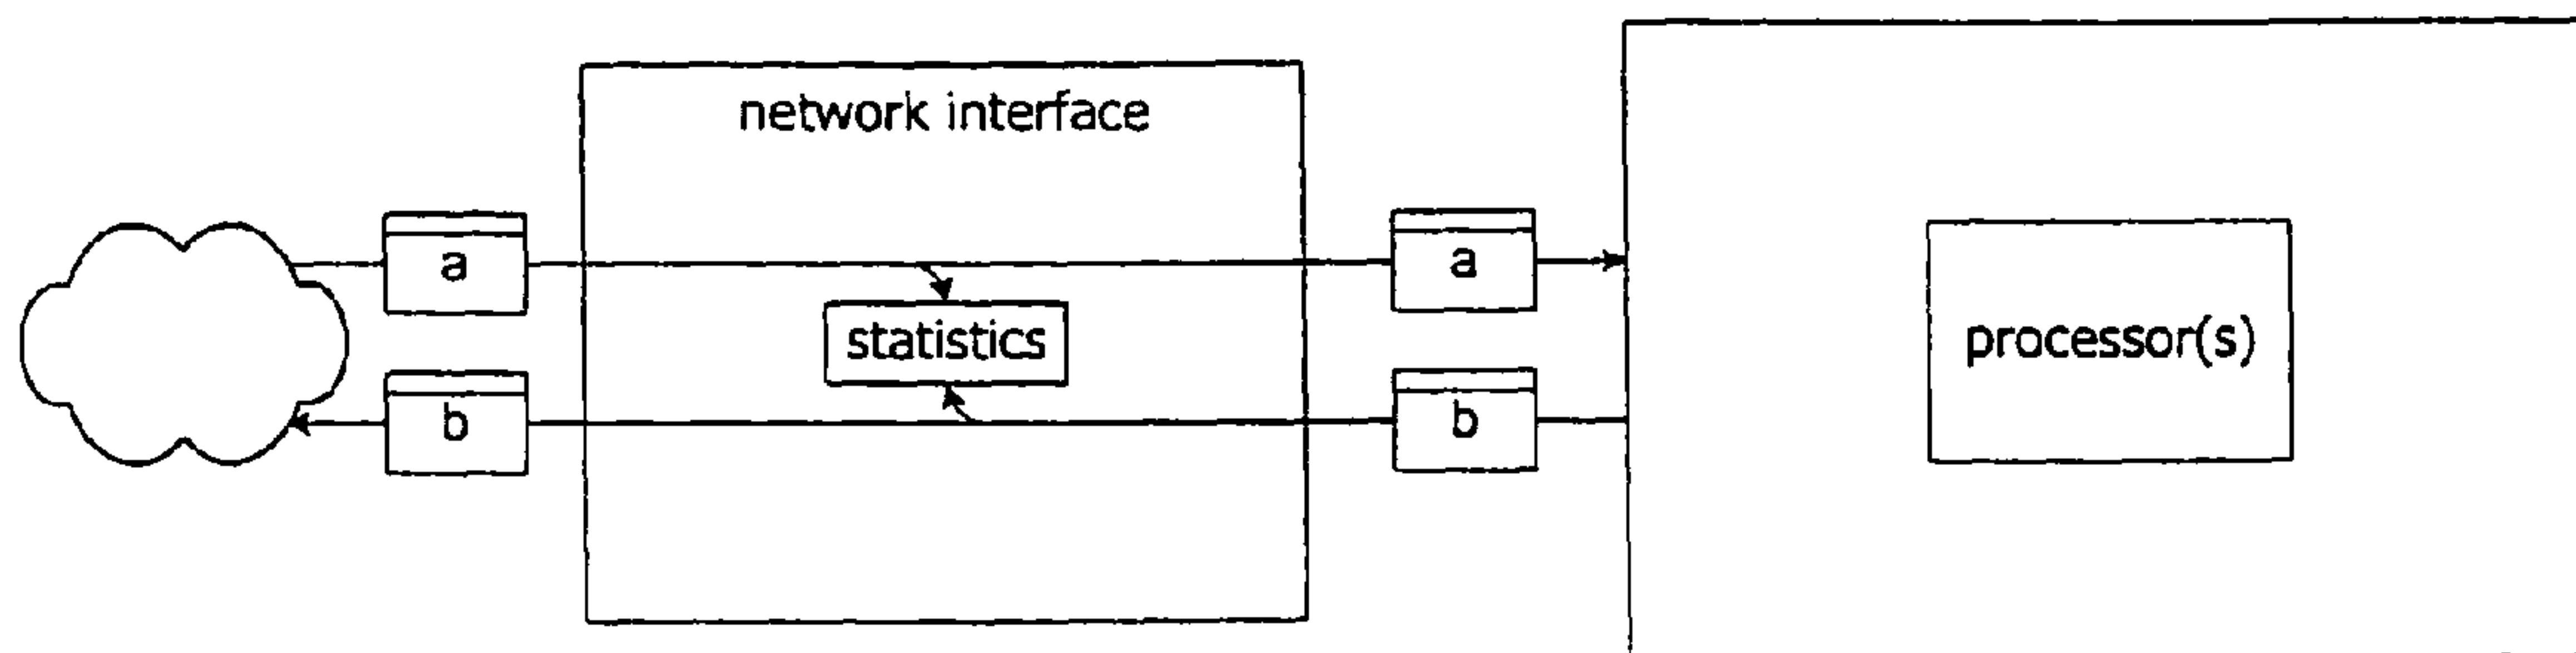 network interface
a
a
statistics
processor(s)
b
b